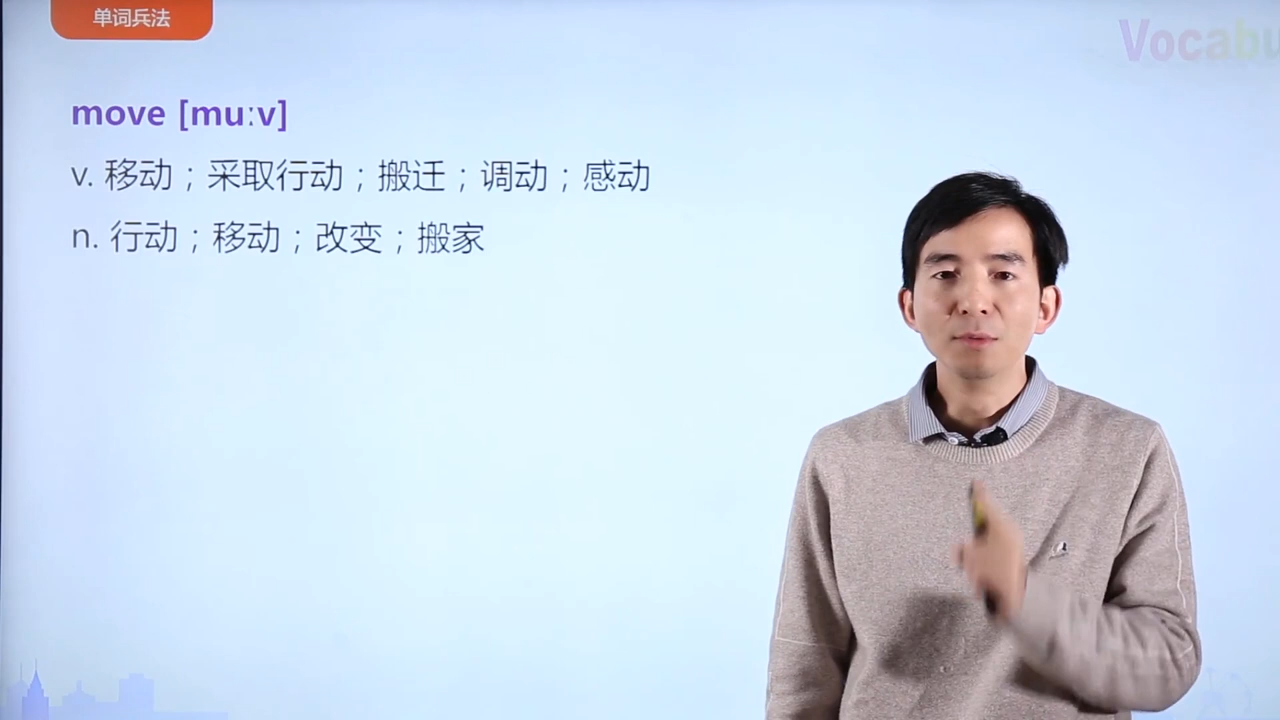 单词兵法
Vocabu
move [muːv]
v. 移动；采取行动；搬迁；调动；感动
n. 行动；移动；改变；搬家